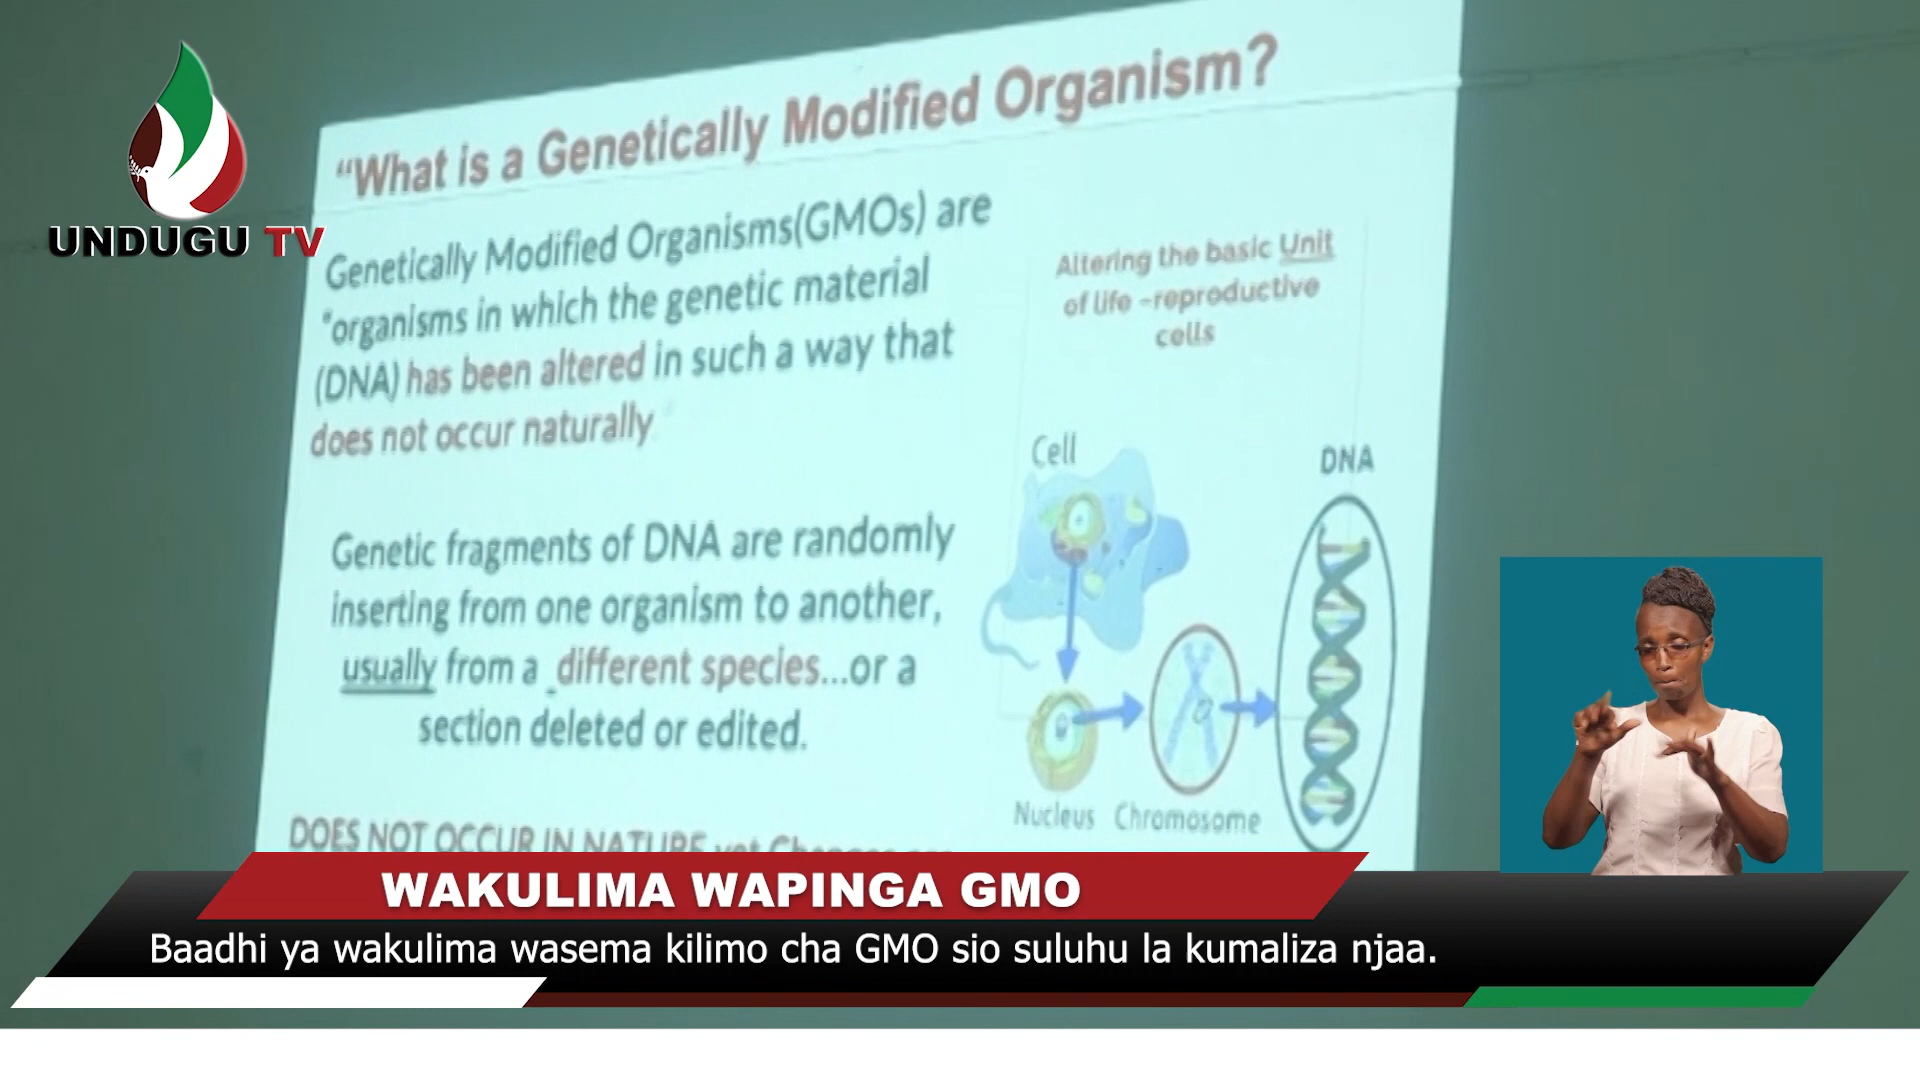 UNDUGU TV
“What is a Genetically Modified Organism?
Genetically Modified Organisms(GMOs) are
"organisms in which the genetic material
(DNA) has been altered in such a way that
does not occur naturally
Genetic fragments of DNA are randomly
inserting from one organism to another,
usually from a different species...or a
section deleted or edited.
DOES NOT OCCUR IN NATURE yet
Altering the basic Unit
of life -reproductive
cells
Cell
DNA
Nucleus
Chromosome
WAKULIMA WAPINGA GMO
Baadhi ya wakulima wasema kilimo cha GMO sio suluhu la kumaliza njaa.